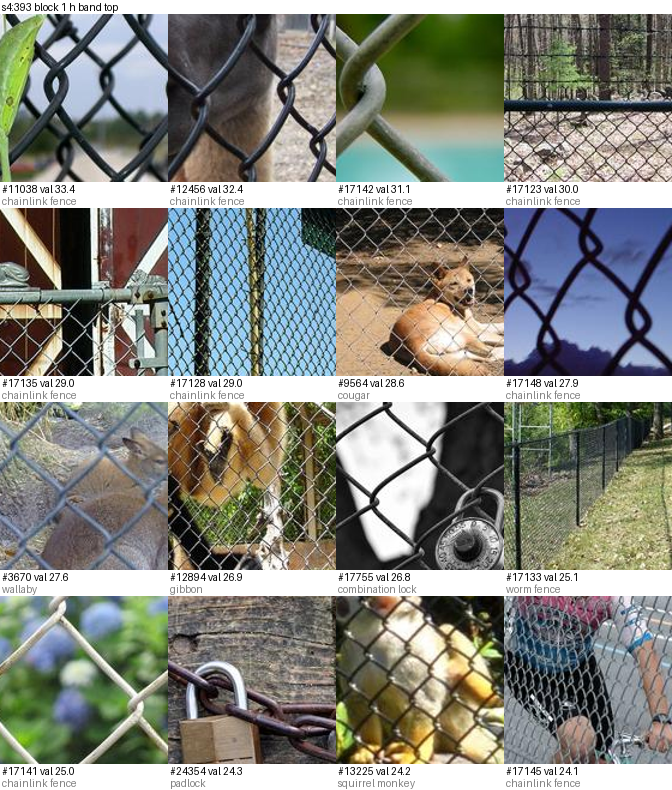 s4:393 block 1 h band top
#11038 val 33.4
chainlink fence
#12456 val 32.4
chainlink fence
#17142 val 31.1
chainlink fence
#17123 val 30.0
chainlink fence
#17135 val 29.0
chainlink fence
#17128 val 29.0
chainlink fence
#9564 val 28.6
cougar
#17148 val 27.9
chainlink fence
#3670 val 27.6
wallaby
#12894 val 26.9
gibbon
#17755 val 26.8
combination lock
#17133 val 25.1
worm fence
#17141 val 25.0
chainlink fence
#24354 val 24.3
padlock
#13225 val 24.2
squirrel monkey
#17145 val 24.1
chainlink fence